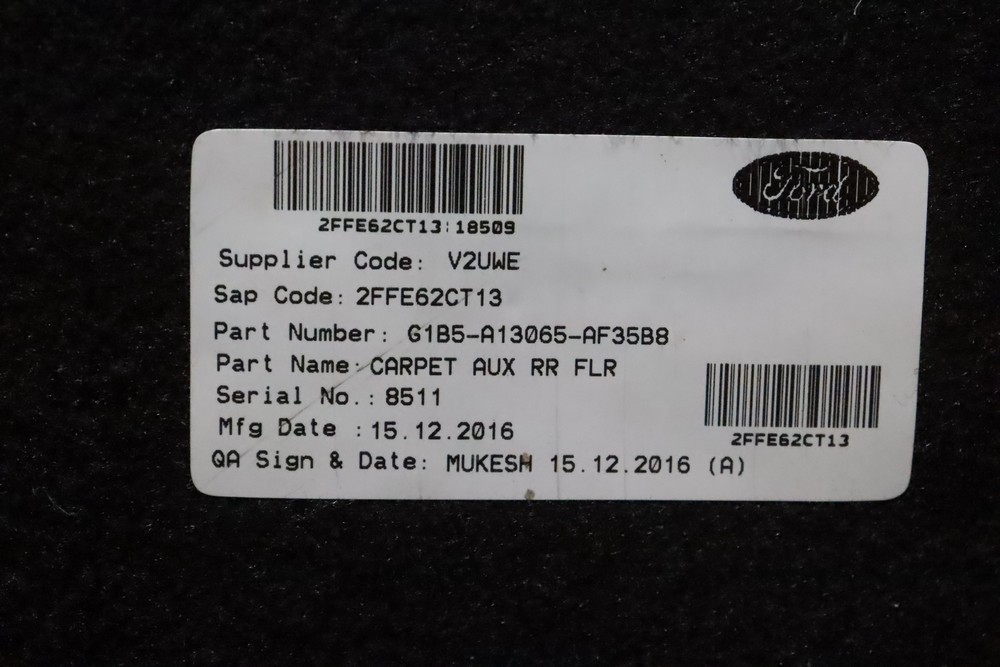 2FFE62CT13:18509
Ford
Supplier Code: V2UWE
Sap Code: 2FFE62CT13
Part Number: G1B5-A13065-AF35B8
Part Name: CARPET AUX RR FLR
Serial No.: 8511
Mfg Date : 15.12.2016
2FFE62CT13
QA Sign & Date: MUKESH 15.12.2016 (A)